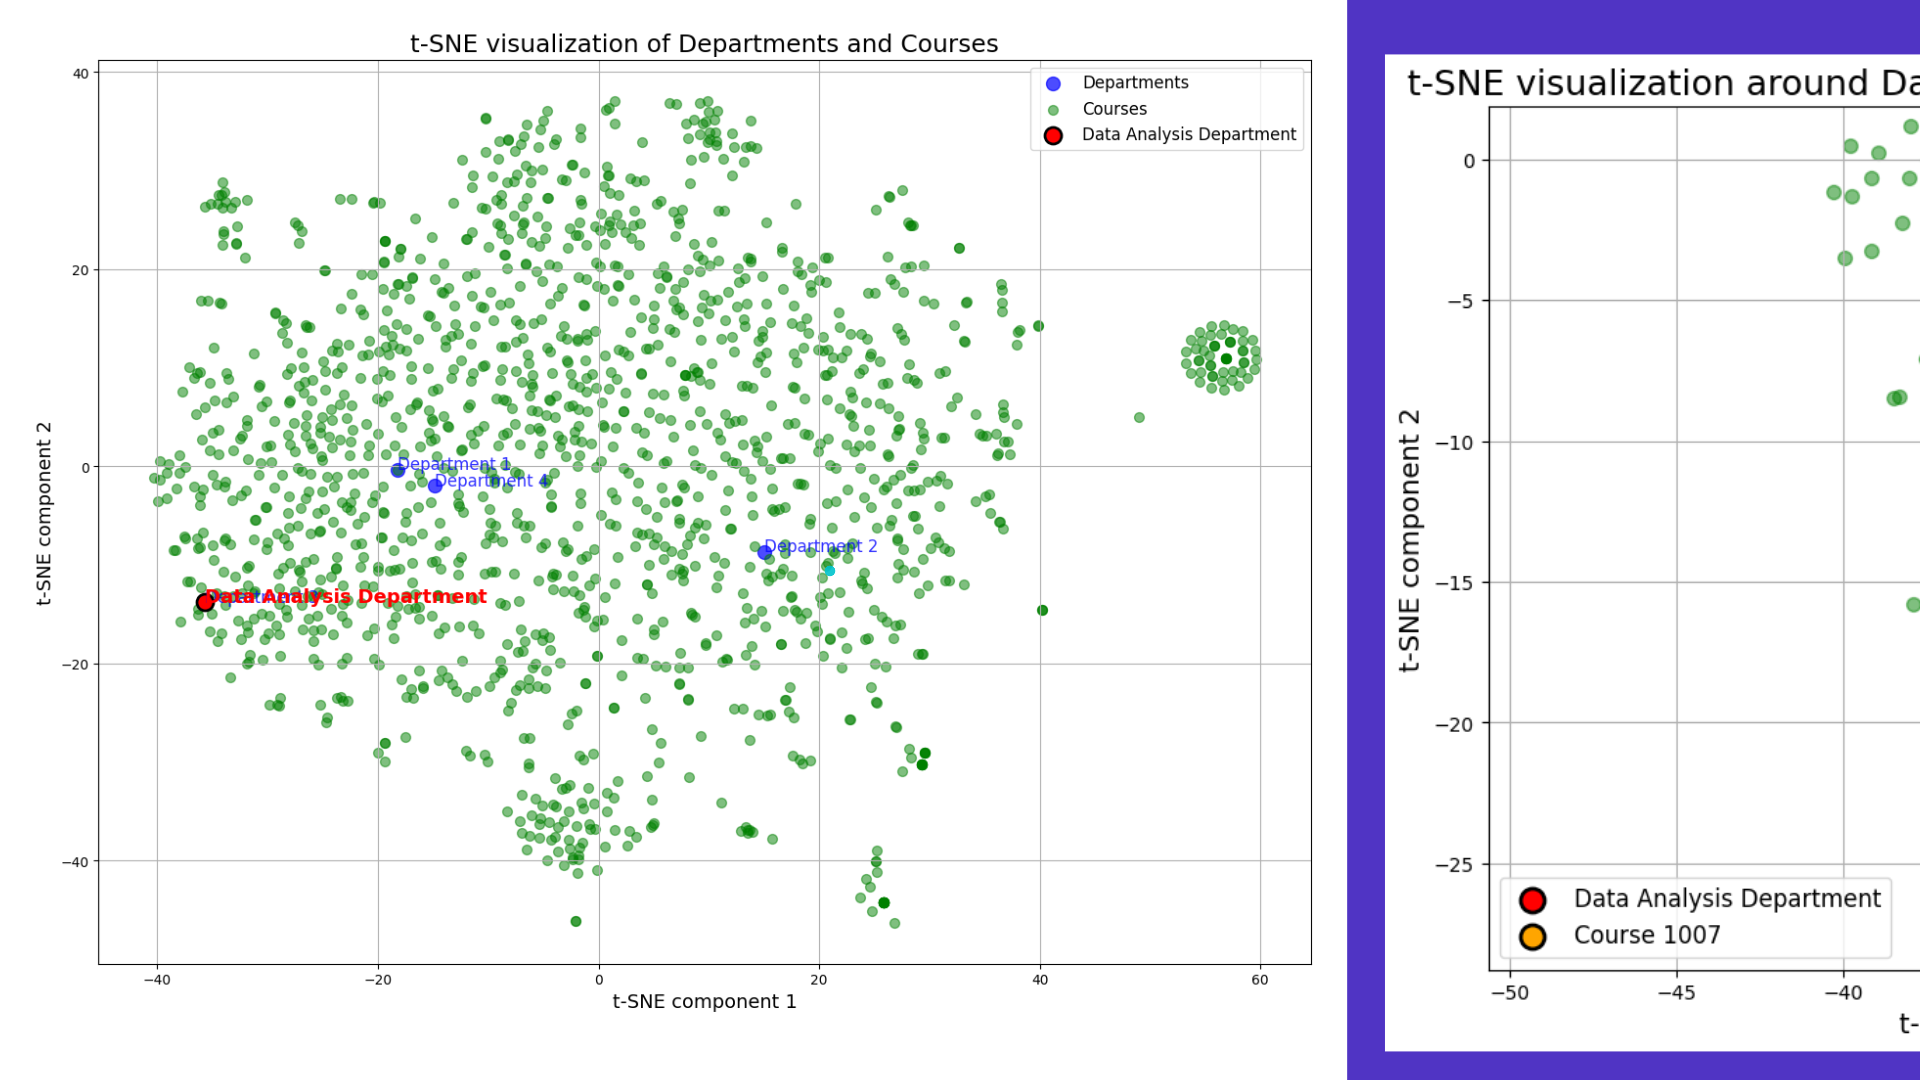 t-SNE visualization of Departments and Courses
Departments
Courses
Data Analysis Department
Department 1
Department 4
Department 2
Data Analysis Department
40
20
0
−20
−40
t-SNE component 2
−40
−20
0
20
40
60
t-SNE component 1
t-SNE visualization around Da
0
−5
−10
−15
−20
−25
t-SNE component 2
Data Analysis Department
Course 1007
−50
−45
−40
t-